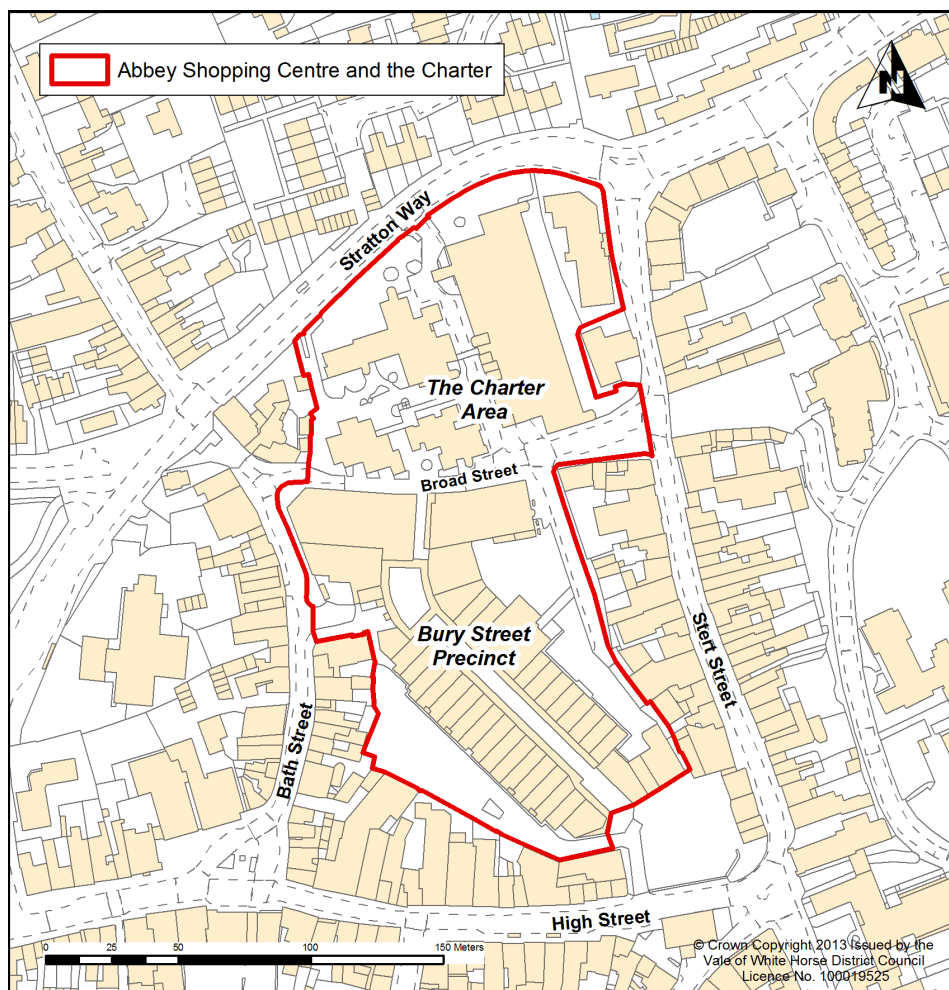 Abbey Shopping Centre and the Charter
N
Stratton Way
The Charter
Area
Broad Street
Bury Street
Precinct
Stert Street
Bath Street
High Street
0 25 50 100 150 Meters
© Crown Copyright 2013 Issued by the
Vale of White Horse District Council
Licence No. 100019525